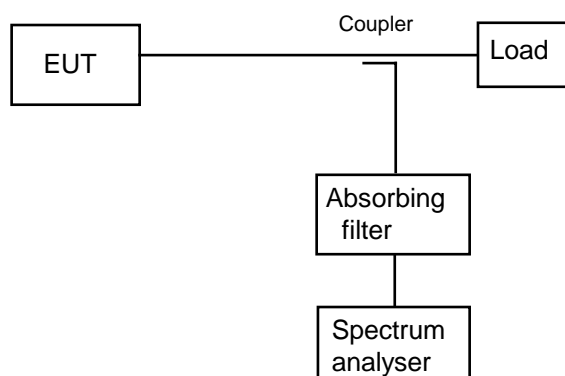 Coupler
EUT
Load
Absorbing
filter
Spectrum
analyser